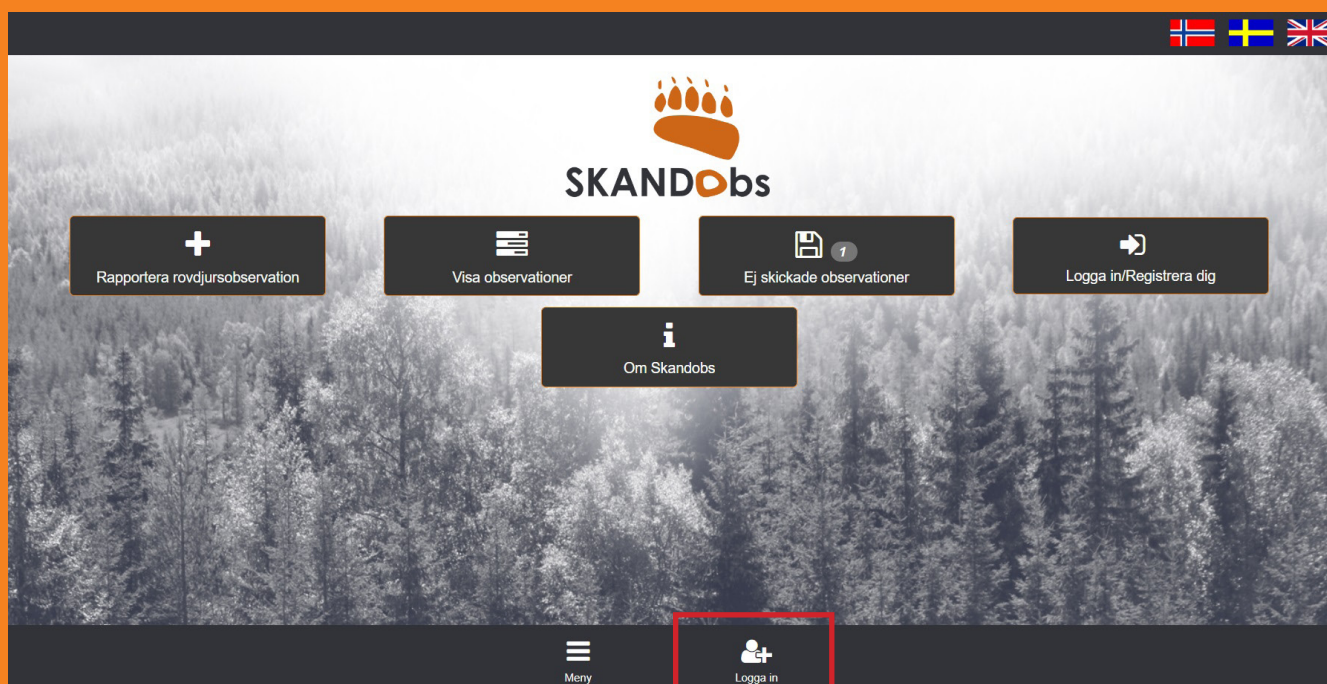 SKANDObs
Rapportera rovdjursobservation
Visa observationer
1
Ej skickade observationer
Logga in/Registrera dig
Om Skandobs
Meny
Logga in